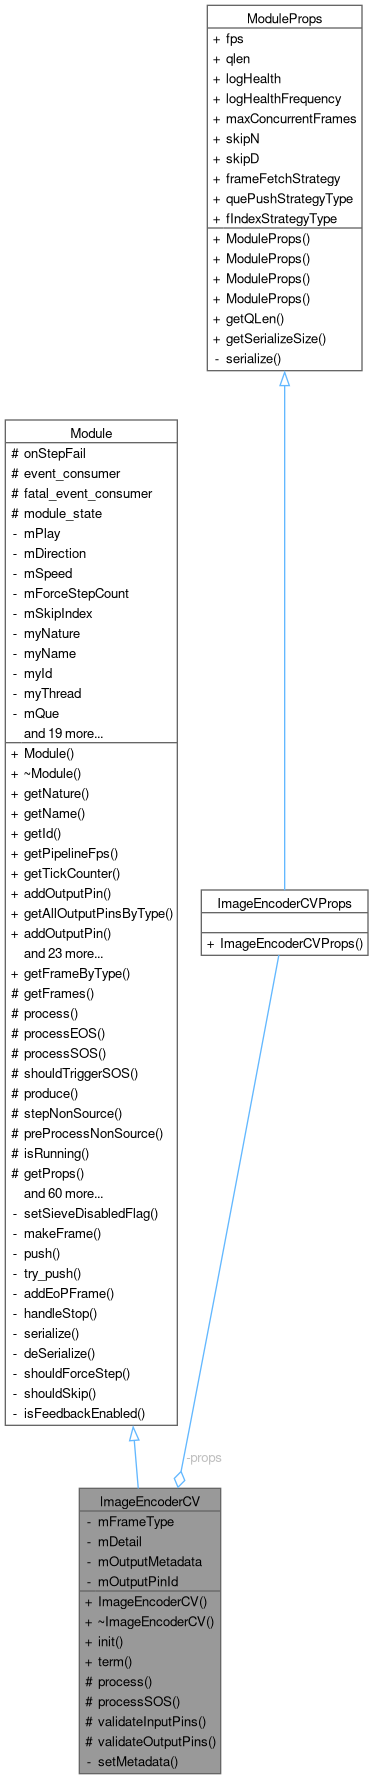 ModuleProps
+ fps
+ qlen
+ logHealth
+ logHealthFrequency
+ maxConcurrentFrames
+ skipN
+ skipD
+ frameFetchStrategy
+ quePushStrategyType
+ fIndexStrategyType
+ ModuleProps()
+ ModuleProps()
+ ModuleProps()
+ ModuleProps()
+ getQLen()
+ getSerializeSize()
- serialize()
Module
# onStepFail
# event_consumer
# fatal_event_consumer
# module_state
- mPlay
- mDirection
- mSpeed
- mForceStepCount
- mSkipIndex
- myNature
- myName
- myId
- myThread
- mQue
and 19 more...
+ Module()
+ ~Module()
+ getNature()
+ getName()
+ getId()
+ getPipelineFps()
+ getTickCounter()
+ addOutputPin()
+ getAllOutputPinsByType()
+ addOutputPin()
and 23 more...
+ getFrameByType()
# getFrames()
# process()
# processEOS()
# processSOS()
# shouldTriggerSOS()
# produce()
# stepNonSource()
# preProcessNonSource()
# isRunning()
# getProps()
and 60 more...
- setSieveDisabledFlag()
- makeFrame()
- push()
- try_push()
- addEoPFrame()
- handleStop()
- serialize()
- deSerialize()
- shouldForceStep()
- shouldSkip()
- isFeedbackEnabled()
ImageEncoderCVProps
+ ImageEncoderCVProps()
-props
ImageEncoderCV
- mFrameType
- mDetail
- mOutputMetadata
- mOutputPinId
+ ImageEncoderCV()
+ ~ImageEncoderCV()
+ init()
+ term()
# process()
# processSOS()
# validateInputPins()
# validateOutputPins()
- setMetadata()